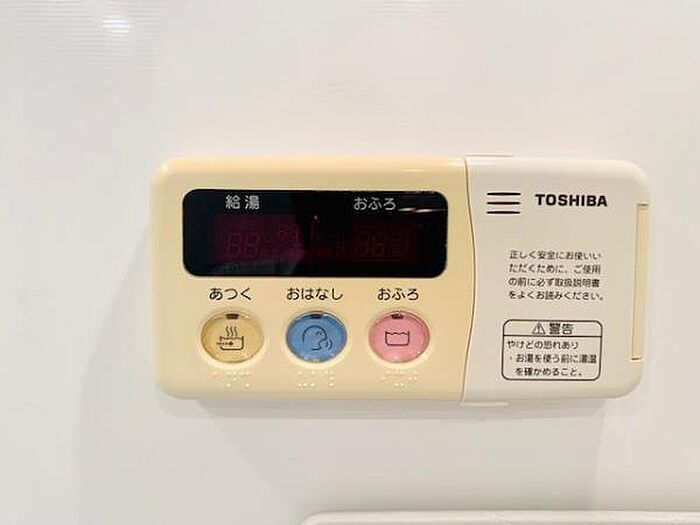 給湯 おふろ
あつく おはなし おふろ
TOSHIBA
正しく安全にお使いい
ただくために、ご使用
の前に必ず取扱説明書
をよくお読みください。
⚠警告
やけどの恐れあり
・お湯を使う前に湯温
を確かめること。